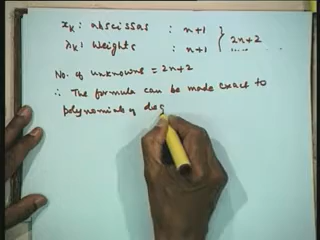 xₖ : abscissas : n+1
λₖ : weights : n+1 } 2n+2
No. of unknowns = 2n+2
∴ The formula can be made exact to
polynomials of deg